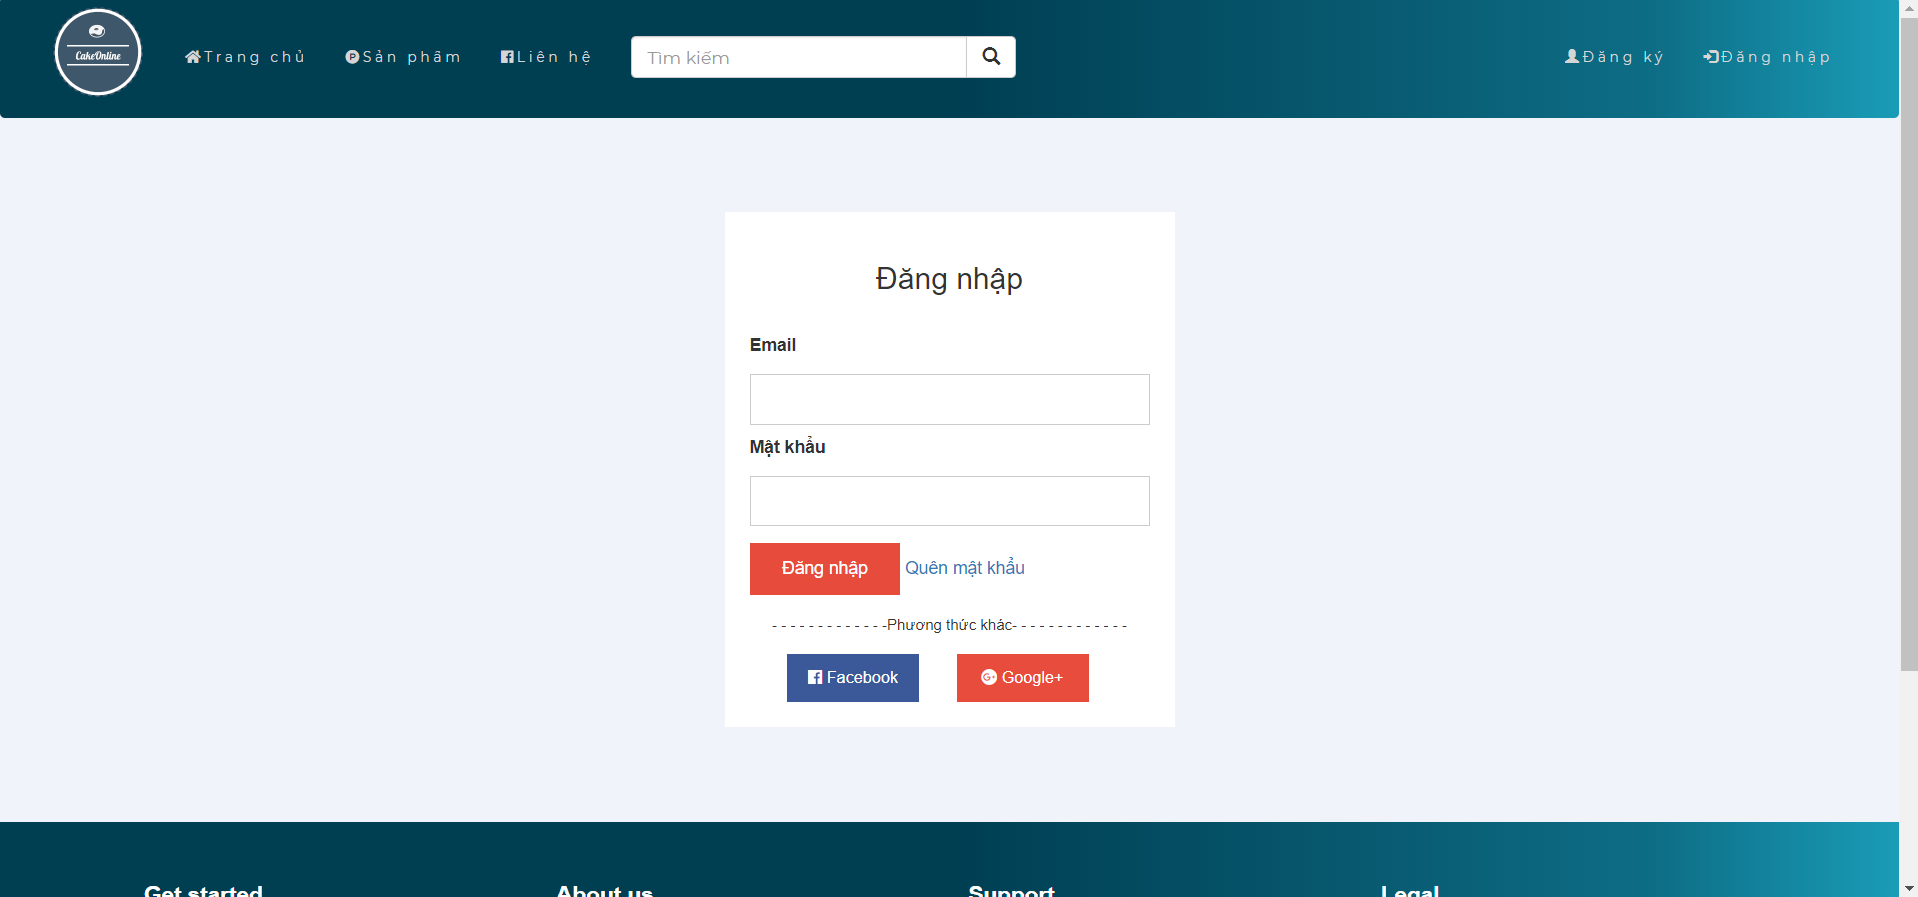 CakeOnline
Trang chủ
Sản phẩm
Liên hệ
Tìm kiếm
Đăng ký
Đăng nhập
Đăng nhập
Email
Mật khẩu
Đăng nhập Quên mật khẩu
- - - - - - - - - - - - -Phương thức khác- - - - - - - - - - - - -
Facebook
Google+
Get started
About us
Support
Legal